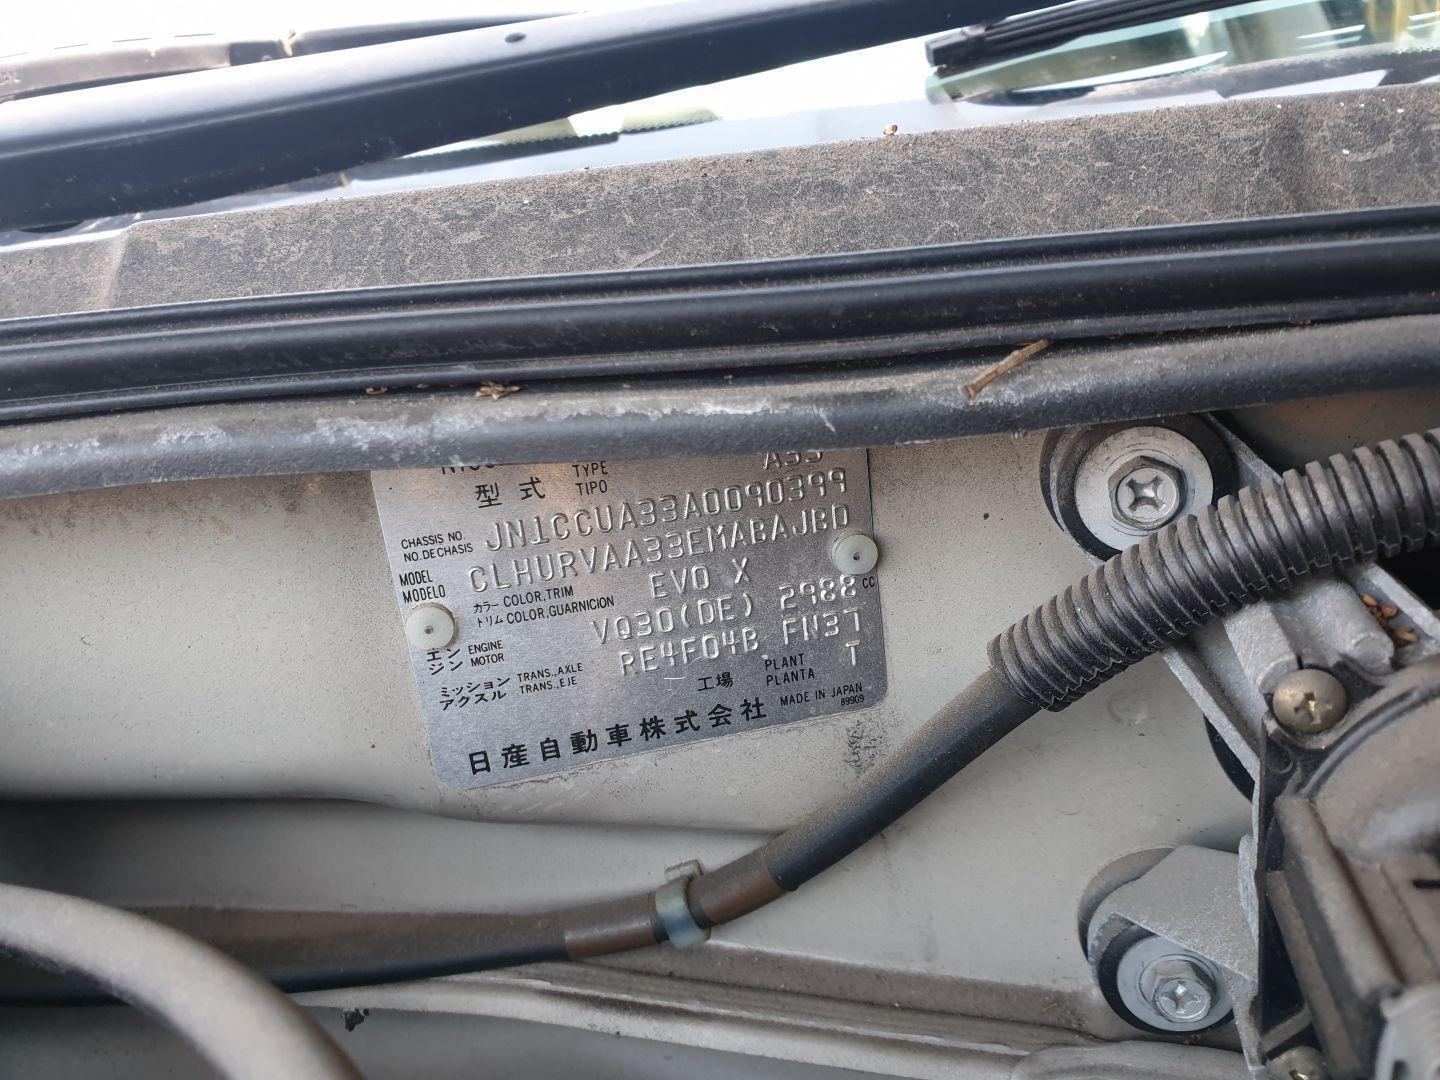 TYPE A33
型式 TIPO
CHASSIS NO. NO.DECHASIS JN1CCUA33A0090399
MODEL MODELO CLHURVAA33EMABAJBD
カラー COLOR,TRIM トリム COLOR,GUARNICION EVO X
エンジン ENGINE MOTOR VQ30(DE) 2988 CC
ミッション アクスル TRANS.,AXLE TRANS.,EJE RE4F04B FN37
工場 PLANT PLANTA T
日産自動車株式会社 MADE IN JAPAN
89909